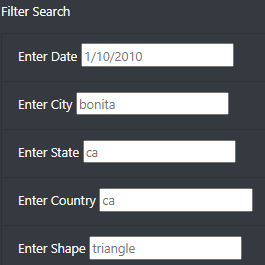 Filter Search
Enter Date 1/10/2010
Enter City bonita
Enter State ca
Enter Country ca
Enter Shape triangle